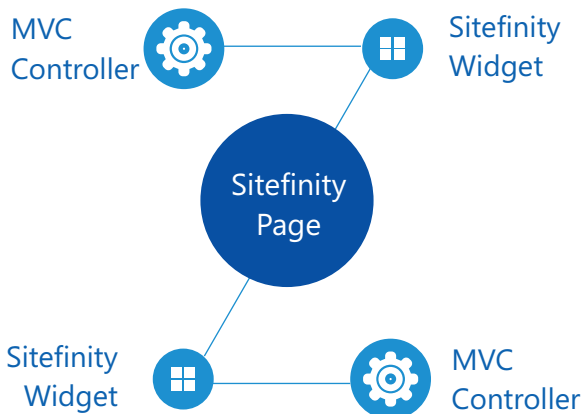 MVC
Controller
Sitefinity
Widget
Sitefinity
Page
Sitefinity
Widget
MVC
Controller